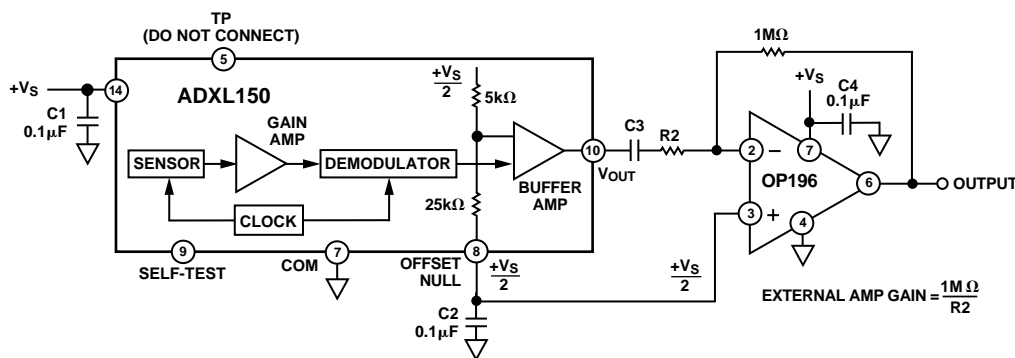 TP
(DO NOT CONNECT)
5
+VS
14
C1
0.1µF
ADXL150
GAIN
AMP
SENSOR
DEMODULATOR
CLOCK
+VS
2
5kΩ
25kΩ
BUFFER
AMP
10
VOUT
9
SELF-TEST
COM
7
OFFSET
NULL
8
+VS
2
C2
0.1µF
C3
R2
1MΩ
+VS
C4
0.1µF
2
−
7
OP196
3
+
4
6
OUTPUT
+VS
2
EXTERNAL AMP GAIN = 1M Ω
R2